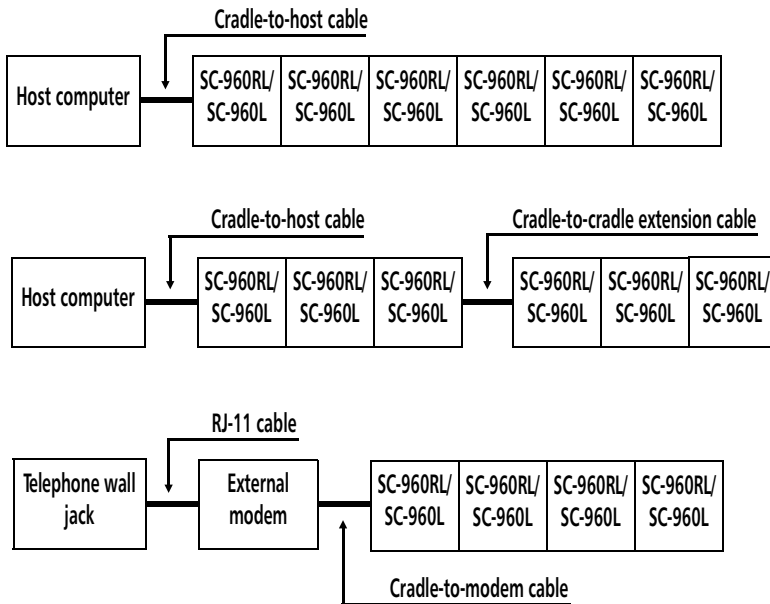 Cradle-to-host cable
Host computer
SC-960RL/ SC-960RL/ SC-960RL/ SC-960RL/ SC-960RL/ SC-960RL/
SC-960L SC-960L SC-960L SC-960L SC-960L SC-960L
Cradle-to-host cable Cradle-to-cradle extension cable
Host computer
SC-960RL/ SC-960RL/ SC-960RL/ SC-960RL/ SC-960RL/ SC-960RL/
SC-960L SC-960L SC-960L SC-960L SC-960L SC-960L
RJ-11 cable
Telephone wall External SC-960RL/ SC-960RL/ SC-960RL/ SC-960RL/
jack modem SC-960L SC-960L SC-960L SC-960L
Cradle-to-modem cable